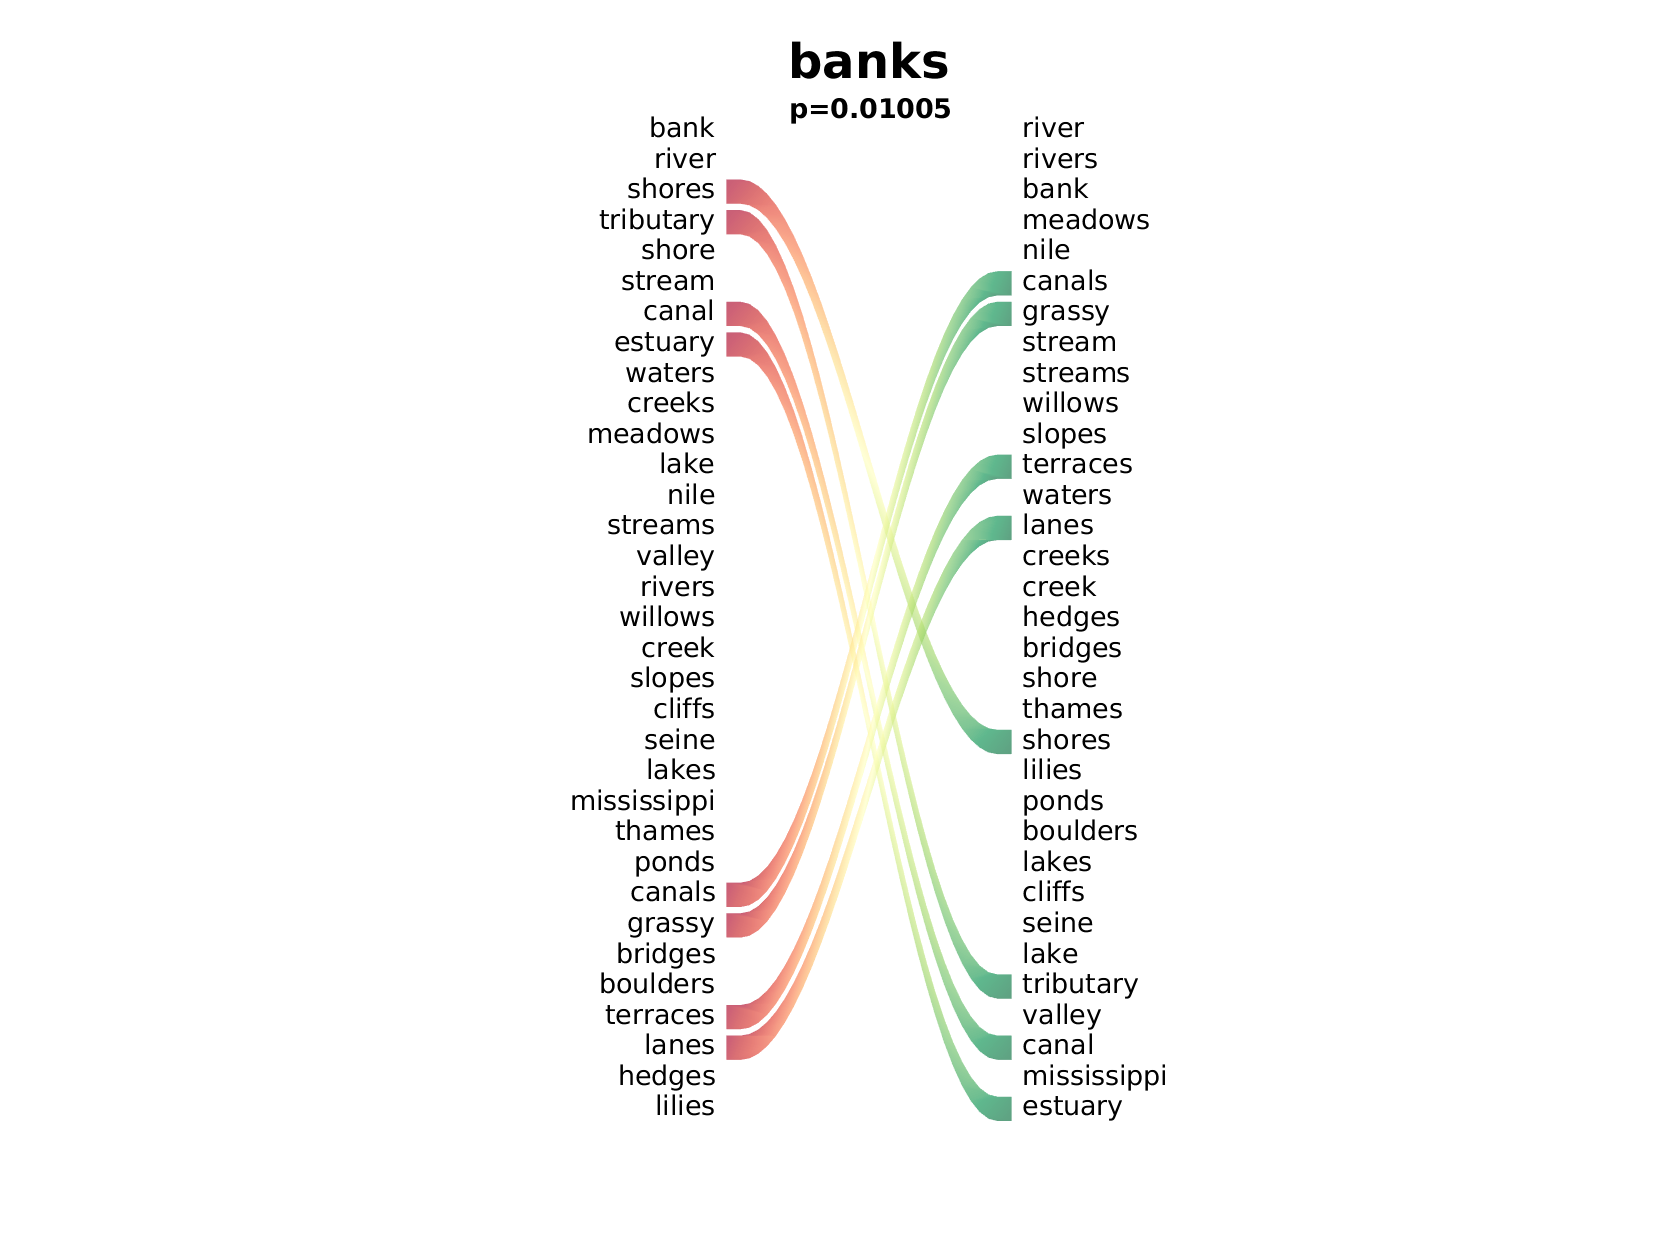 banks
p=0.01005
bank river
river rivers
shores bank
tributary meadows
shore nile
stream canals
canal grassy
estuary stream
waters streams
creeks willows
meadows slopes
lake terraces
nile waters
streams lanes
valley creeks
rivers creek
willows hedges
creek bridges
slopes shore
cliffs thames
seine shores
lakes lilies
mississippi ponds
thames boulders
ponds lakes
canals cliffs
grassy seine
bridges lake
boulders tributary
terraces valley
lanes canal
hedges mississippi
lilies estuary